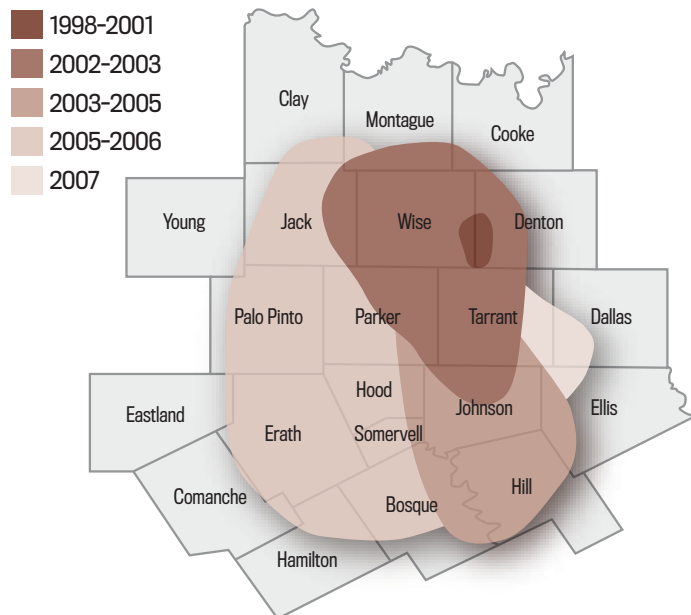 1998-2001
2002-2003
2003-2005
2005-2006
2007
Clay
Montague
Cooke
Young
Jack
Wise
Denton
Palo Pinto
Parker
Tarrant
Dallas
Hood
Eastland
Erath
Somervell
Johnson
Ellis
Comanche
Bosque
Hill
Hamilton